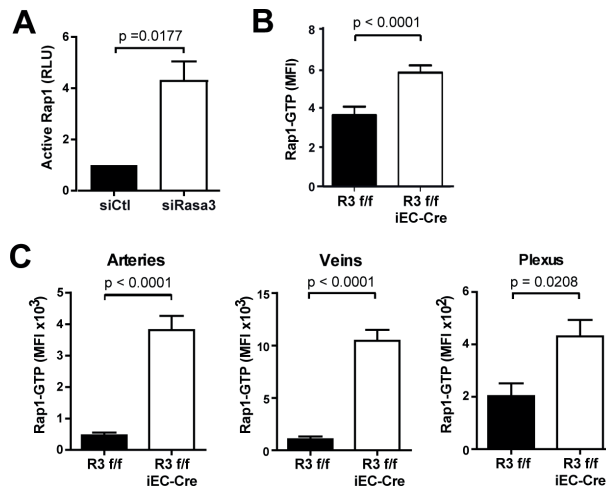 A
p =0.0177
Active Rap1 (RLU)
6
4
2
0
siCtl
siRasa3
B
p < 0.0001
Rap1-GTP (MFI)
8
6
4
2
0
R3 f/f
R3 f/f
iEC-Cre
C
Arteries
p < 0.0001
Rap1-GTP (MFI x10³)
5
4
3
2
1
0
R3 f/f
R3 f/f
iEC-Cre
Veins
p < 0.0001
Rap1-GTP (MFI x10³)
15
10
5
0
R3 f/f
R3 f/f
iEC-Cre
Plexus
p = 0.0208
Rap1-GTP (MFI x10²)
6
4
2
0
R3 f/f
R3 f/f
iEC-Cre